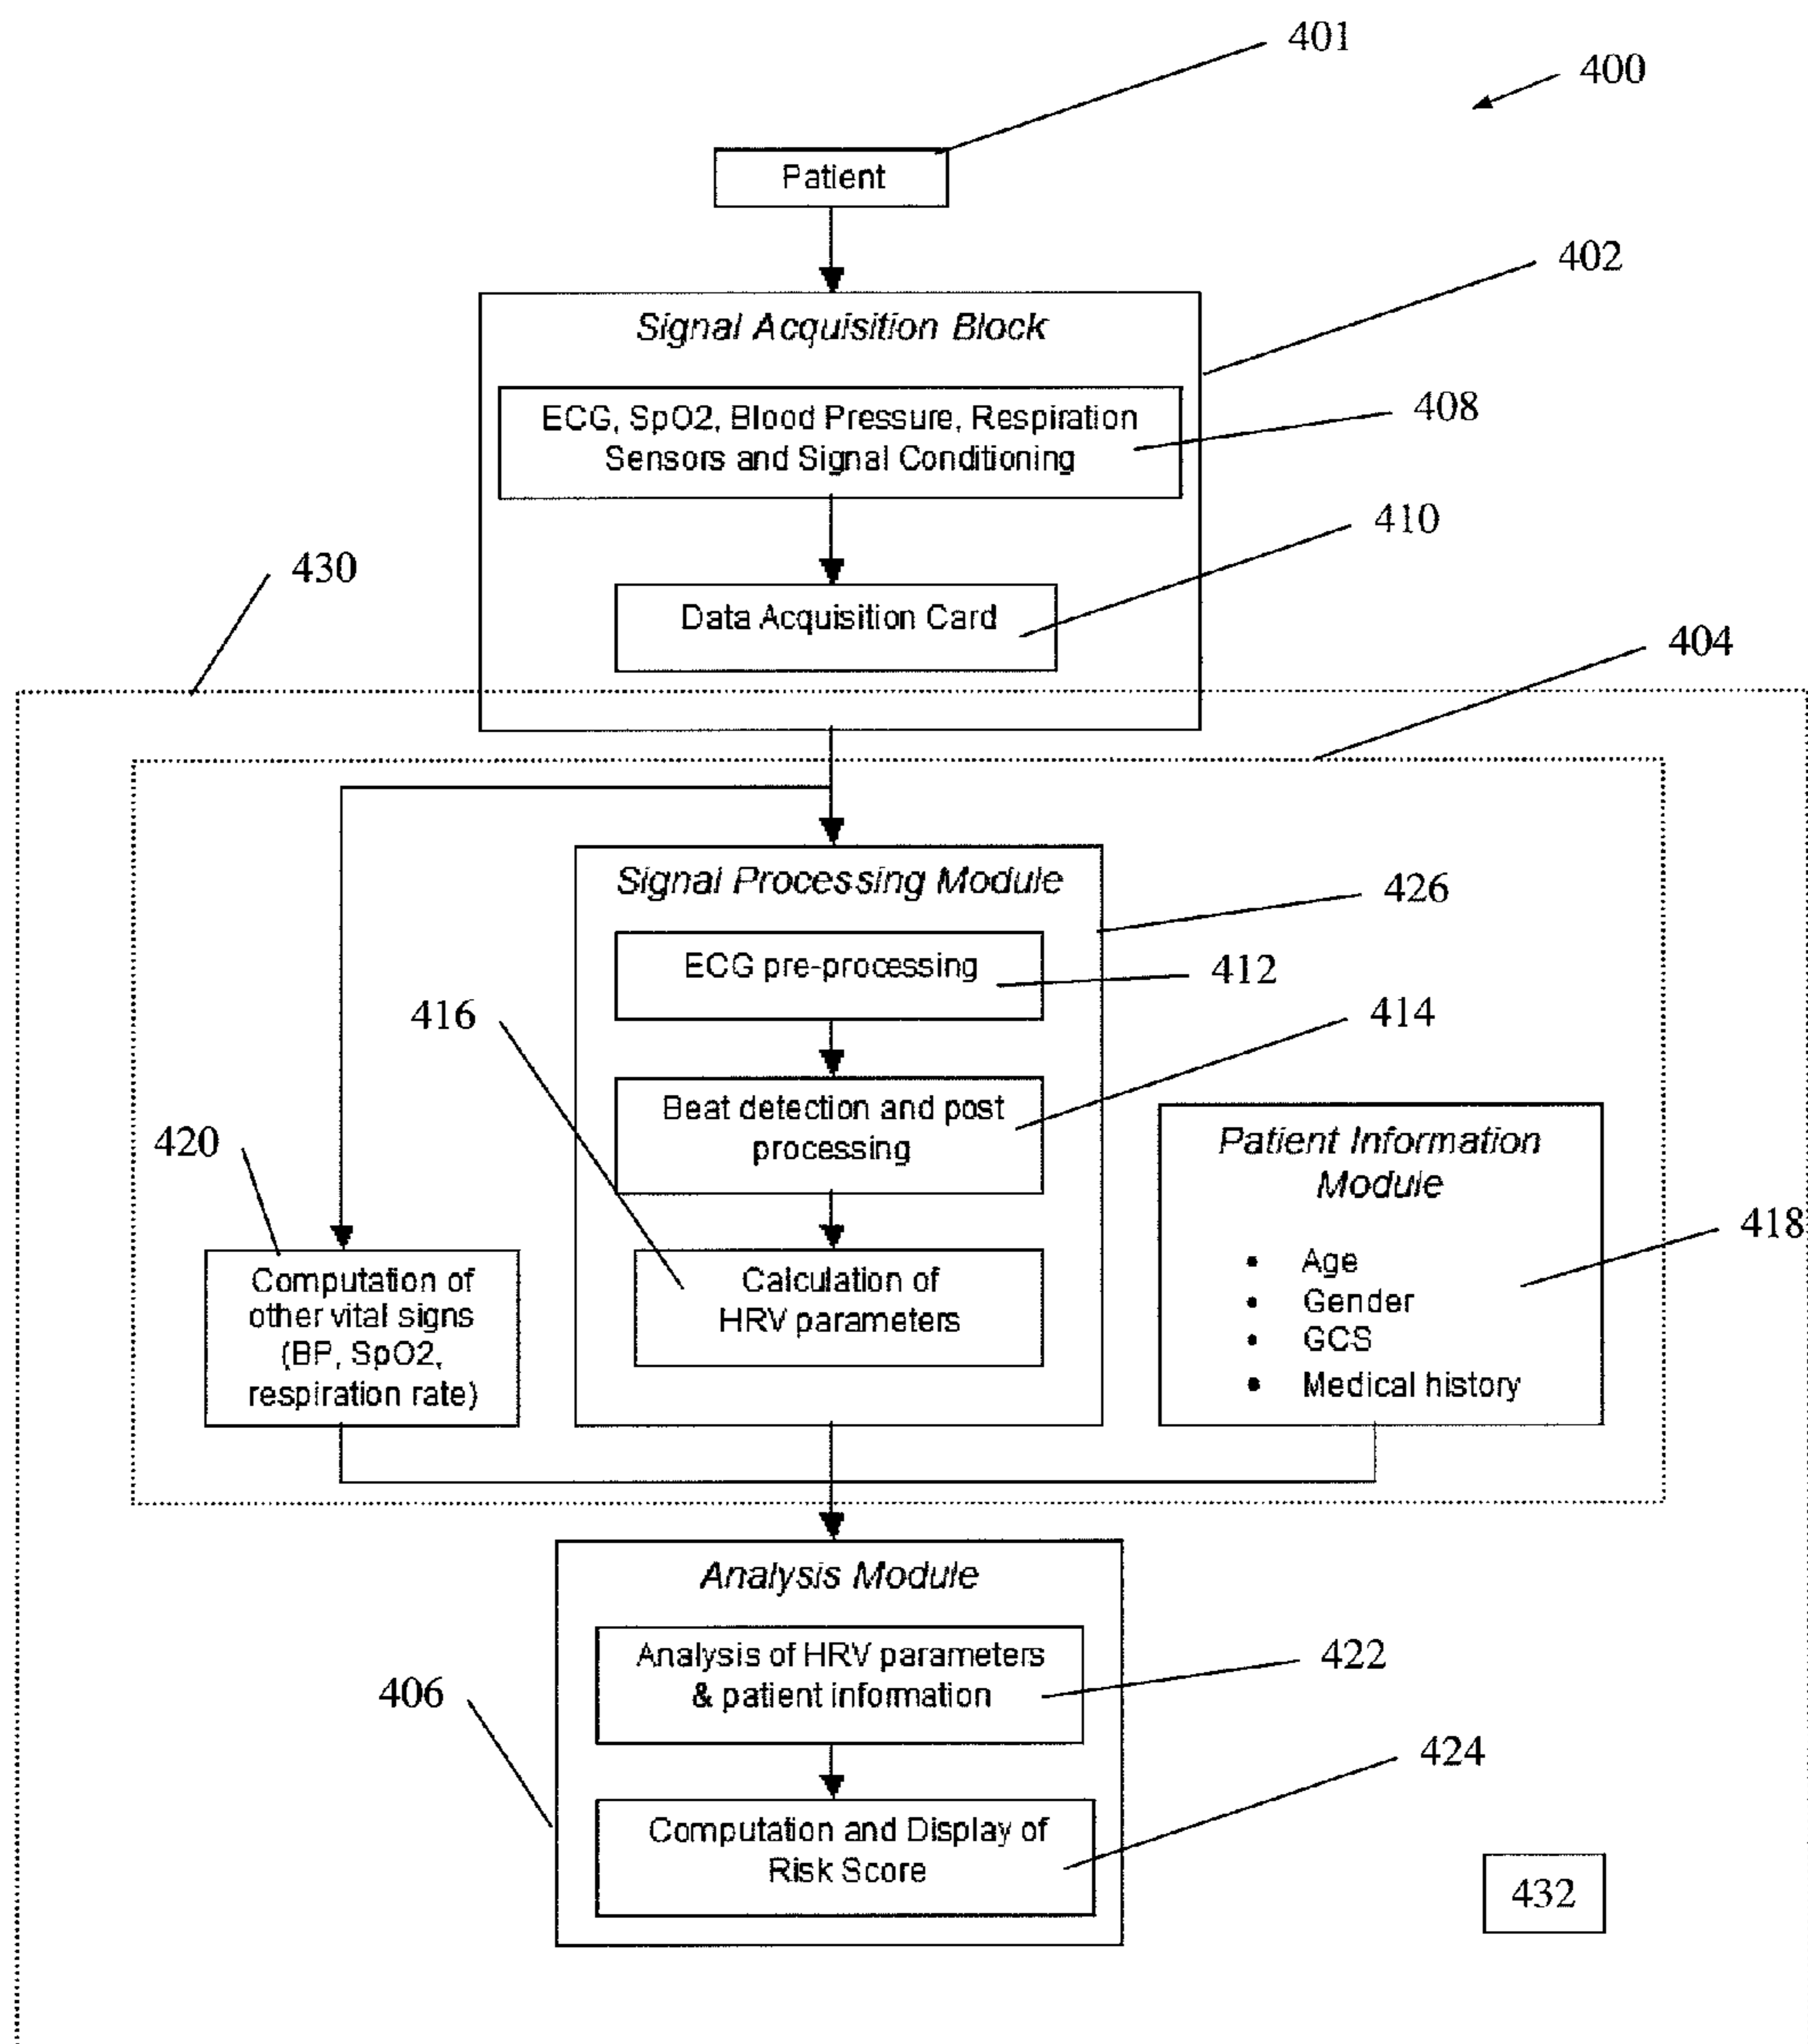 401
400
Patient
402
Signal Acquisition Block
ECG, SpO2, Blood Pressure, Respiration
Sensors and Signal Conditioning
408
410
430
Data Acquisition Card
404
Signal Processing Module
426
ECG pre-processing
412
416
414
Beat detection and post
processing
420
Patient Information
Module
418
• Age
• Gender
• GCS
• Medical history
Computation of
other vital signs
(BP, SpO2,
respiration rate)
Calculation of
HRV parameters
Analysis Module
Analysis of HRV parameters
& patient information
422
406
424
Computation and Display of
Risk Score
432